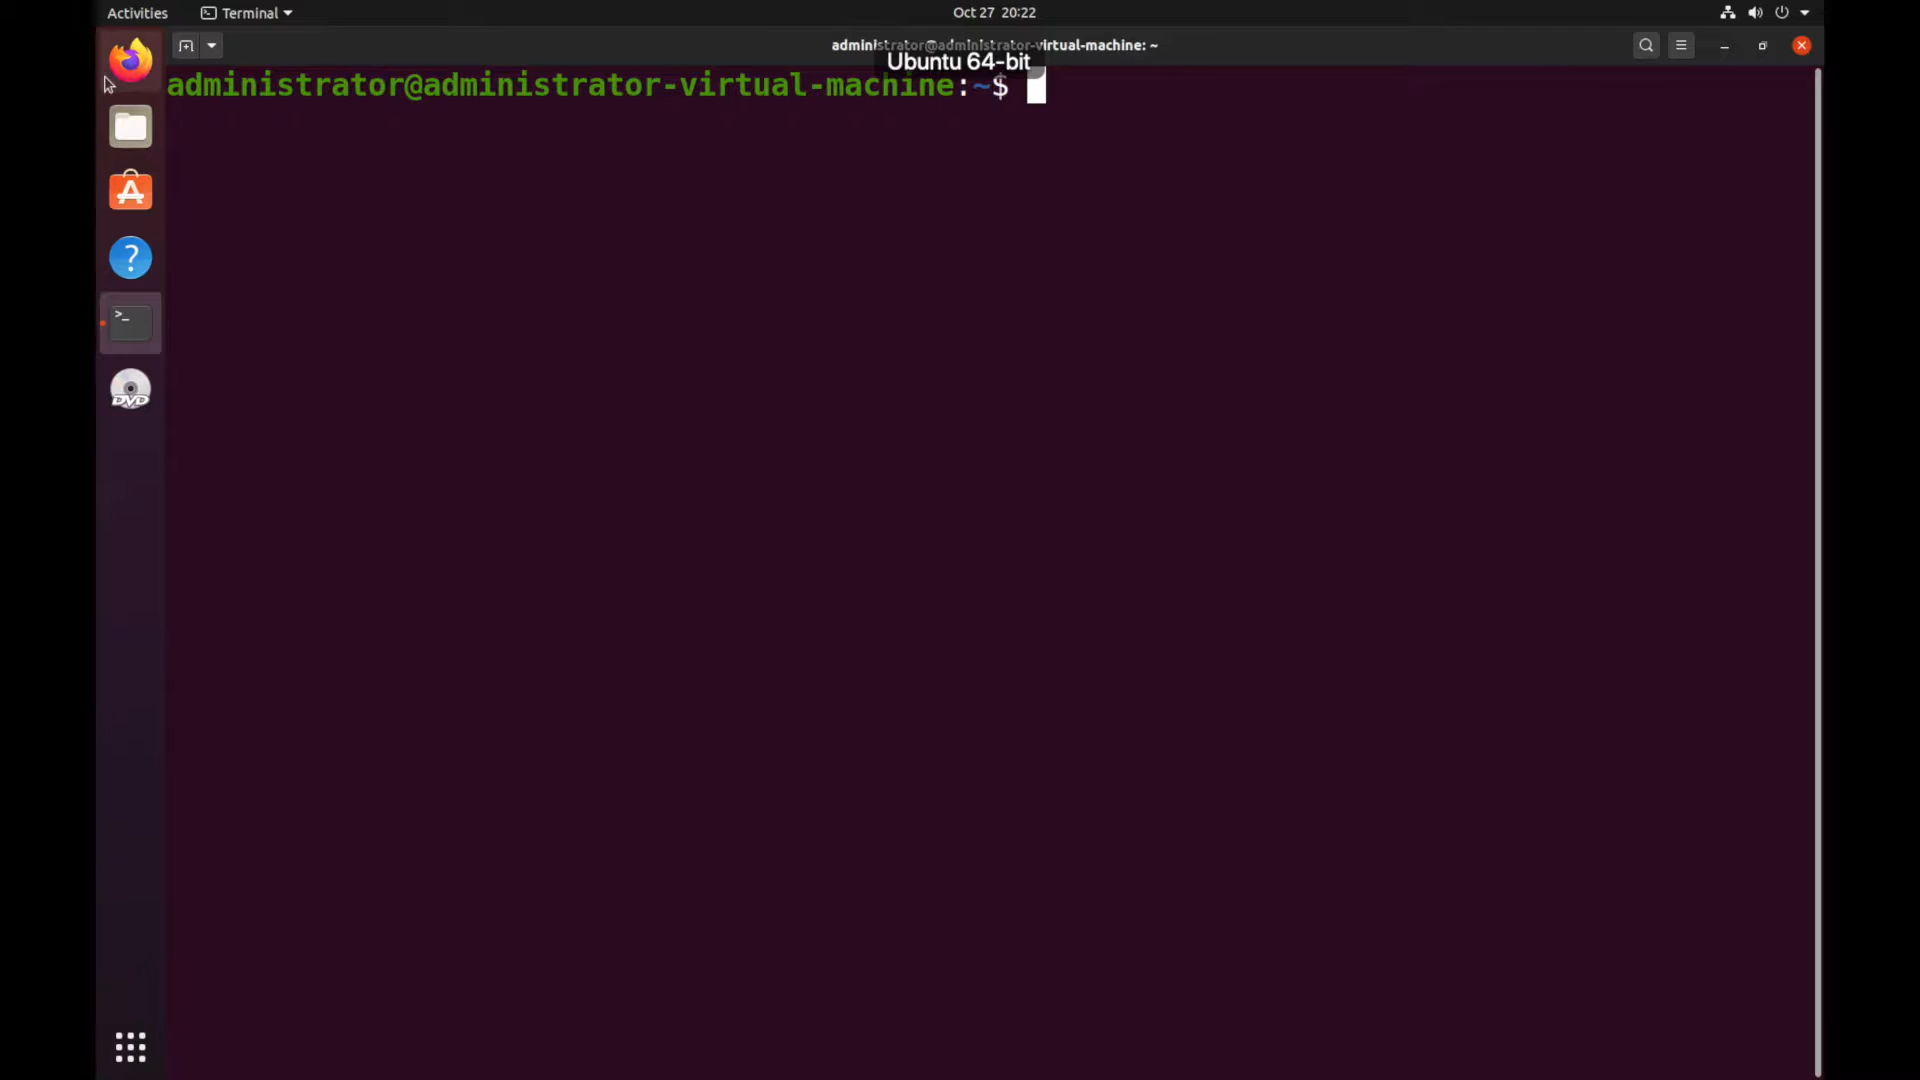 Activities
Terminal
Oct 27 20:22
administrator@administrator-virtual-machine: ~
Ubuntu 64-bit
administrator@administrator-virtual-machine:~$
>_
DVD